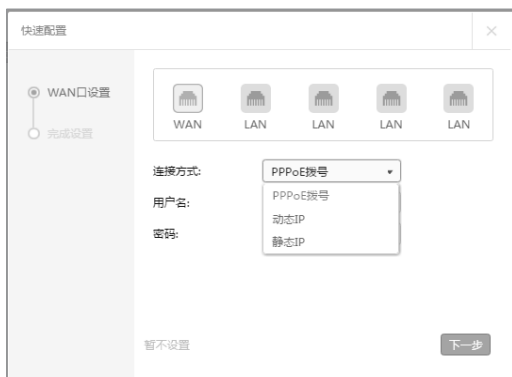 快速配置
WAN口设置
完成设置
WAN LAN LAN LAN LAN
连接方式: PPPoE拨号
用户名: PPPoE拨号
动态IP
密码: 静态IP
暂不设置 下一步